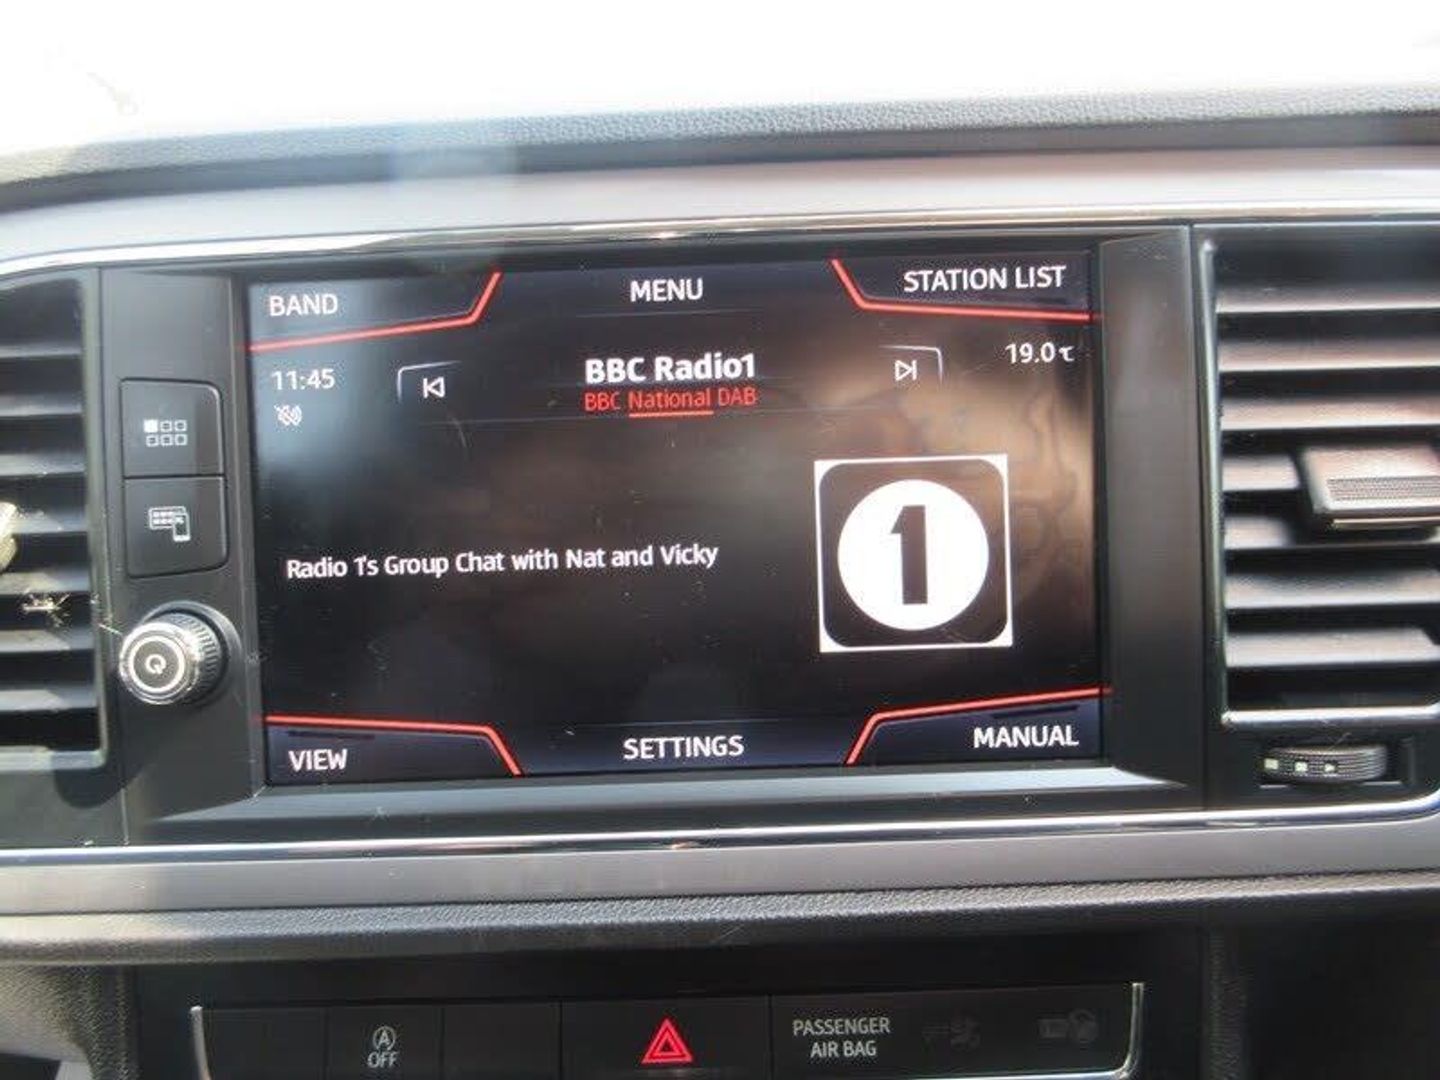 BAND
MENU
STATION LIST
11:45
BBC Radio1
19.0℃
BBC National DAB
1
Radio 1's Group Chat with Nat and Vicky
VIEW
SETTINGS
MANUAL
A
OFF
PASSENGER
AIR BAG